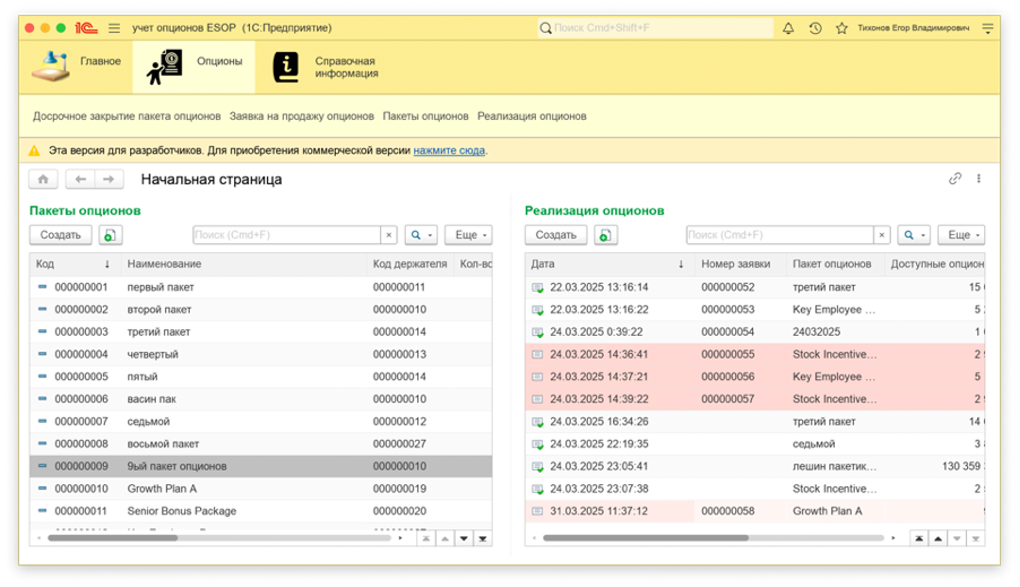 1С учет опционов ESOP (1С:Предприятие) Поиск Cmd+Shift+F Тихонов Егор Владимирович
Главное Опционы Справочная информация
Досрочное закрытие пакета опционов Заявка на продажу опционов Пакеты опционов Реализация опционов
Эта версия для разработчиков. Для приобретения коммерческой версии нажмите сюда.
Начальная страница
Пакеты опционов
Создать Поиск (Cmd+F) × Еще
Код ↓ Наименование Код держателя Кол-вс
000000001 первый пакет 000000011
000000002 второй пакет 000000010
000000003 третий пакет 000000014
000000004 четвертый 000000013
000000005 пятый 000000014
000000006 васин пак 000000010
000000007 седьмой 000000012
000000008 восьмой пакет 000000027
000000009 9ый пакет опционов 000000010
000000010 Growth Plan A 000000019
000000011 Senior Bonus Package 000000020
Реализация опционов
Создать Поиск (Cmd+F) × Еще
Дата ↓ Номер заявки Пакет опционов Доступные опцион
22.03.2025 13:16:14 000000052 третий пакет 15
22.03.2025 13:16:22 000000053 Key Employee ... 5
24.03.2025 0:39:22 000000054 24032025 1
24.03.2025 14:36:41 000000055 Stock Incentive... 2
24.03.2025 14:37:21 000000056 Key Employee ... 5
24.03.2025 14:39:22 000000057 Stock Incentive... 2
24.03.2025 16:34:26 третий пакет 14
24.03.2025 22:19:35 седьмой 3
24.03.2025 23:05:41 лешин пакетик... 130 359
24.03.2025 23:07:38 Stock Incentive... 2
31.03.2025 11:37:12 000000058 Growth Plan A